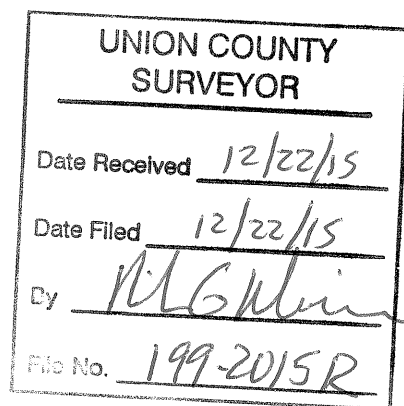 UNION COUNTY
SURVEYOR
Date Received 12/22/15
Date Filed 12/22/15
By
File No. 199-2015R